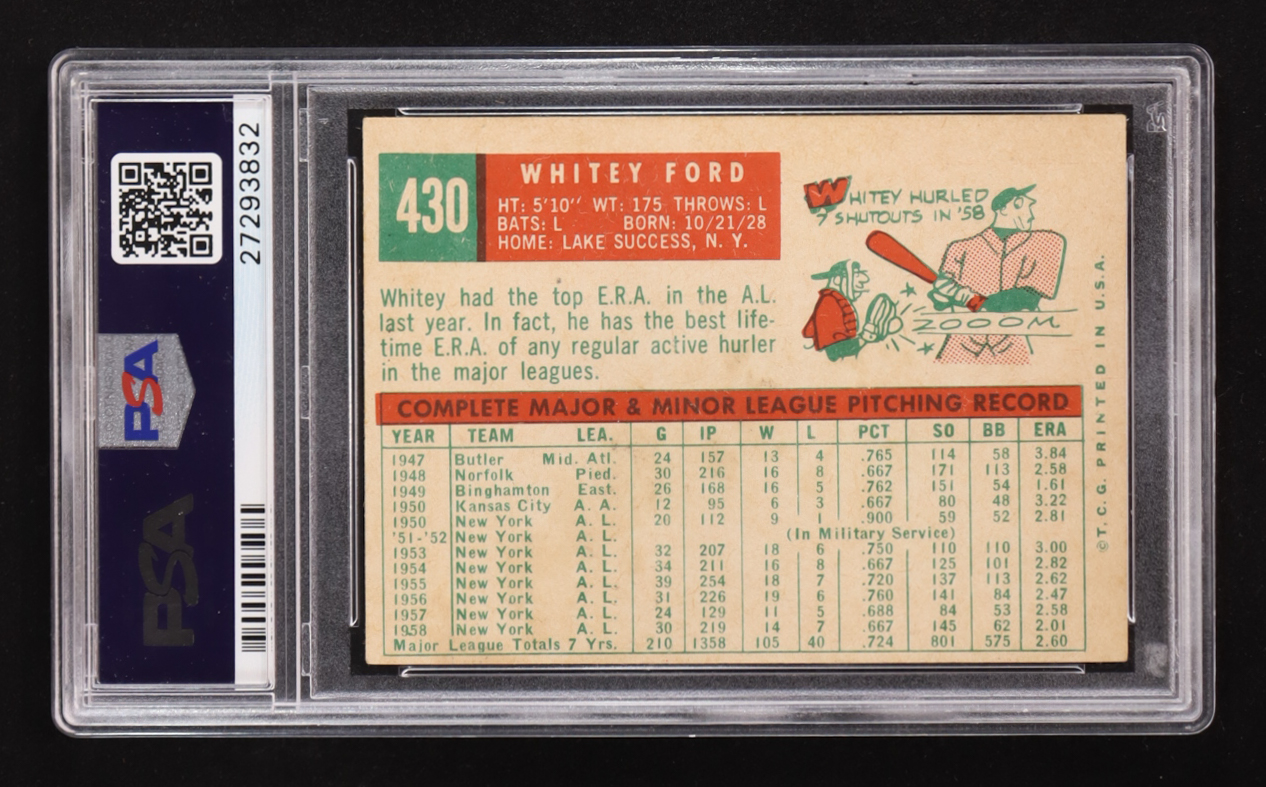 27293832
PSA
PSA
430
WHITEY FORD
HT: 5'10" WT: 175 THROWS: L
BATS: L BORN: 10/21/28
HOME: LAKE SUCCESS, N. Y.
WHITEY HURLED
7 SHUTOUTS IN '58
ZOOOM
Whitey had the top E.R.A. in the A.L.
last year. In fact, he has the best life-
time E.R.A. of any regular active hurler
in the major leagues.
COMPLETE MAJOR & MINOR LEAGUE PITCHING RECORD
YEAR TEAM LEA. G IP W L PCT SO BB ERA
1947 Butler Mid. Atl. 24 157 13 4 .765 114 58 3.84
1948 Norfolk Pied. 30 216 16 8 .667 171 113 2.58
1949 Binghamton East. 26 168 16 5 .762 151 54 1.61
1950 Kansas City A. A. 12 95 6 3 .667 80 48 3.22
1950 New York A. L. 20 112 9 1 .900 59 52 2.81
'51-'52 New York A. L. (In Military Service)
1953 New York A. L. 32 207 18 6 .750 110 110 3.00
1954 New York A. L. 34 211 16 8 .667 125 101 2.82
1955 New York A. L. 39 254 18 7 .720 137 113 2.62
1956 New York A. L. 31 226 19 6 .760 141 84 2.47
1957 New York A. L. 24 129 11 5 .688 84 53 2.58
1958 New York A. L. 30 219 14 7 .667 145 62 2.01
Major League Totals 7 Yrs. 210 1358 105 40 .724 801 575 2.60
©T. C. G. PRINTED IN U.S.A.